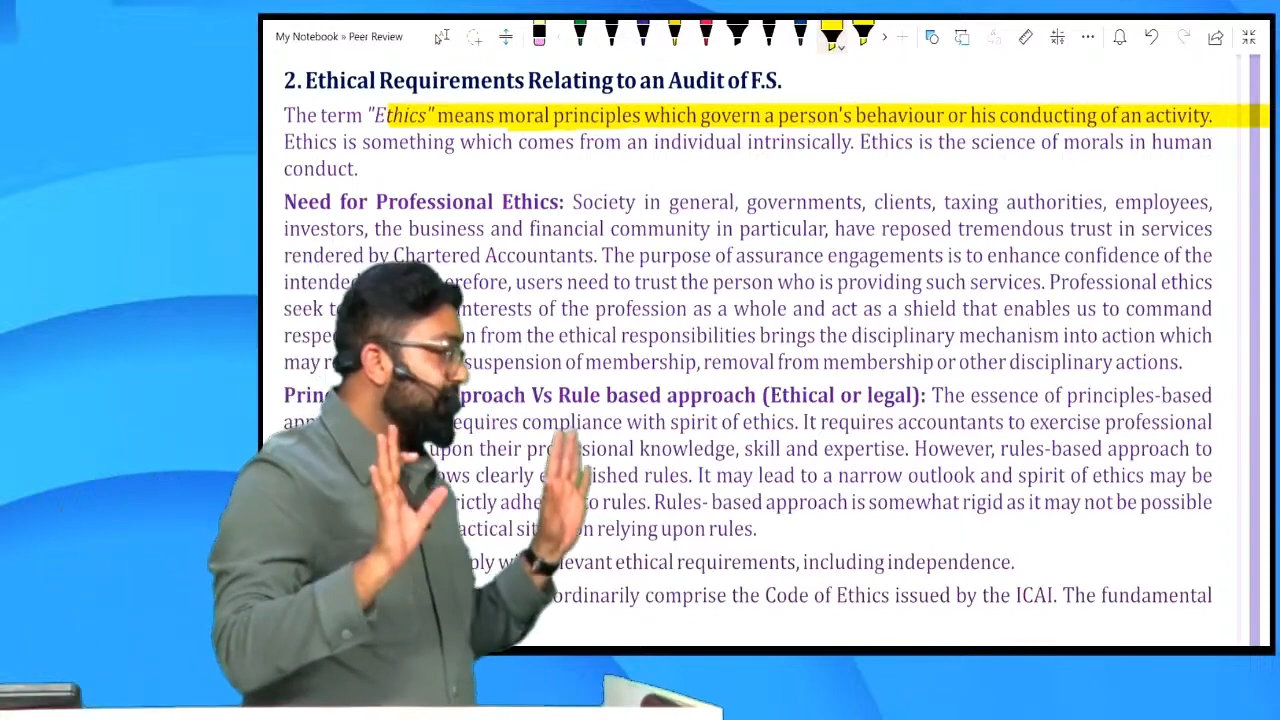 My Notebook » Peer Review
2. Ethical Requirements Relating to an Audit of F.S.
The term "Ethics" means moral principles which govern a person's behaviour or his conducting of an activity.
Ethics is something which comes from an individual intrinsically. Ethics is the science of morals in human
conduct.
Need for Professional Ethics: Society in general, governments, clients, taxing authorities, employees,
investors, the business and financial community in particular, have reposed tremendous trust in services
rendered by Chartered Accountants. The purpose of assurance engagements is to enhance confidence of the
intended users need to trust the person who is providing such services. Professional ethics
seek interests of the profession as a whole and act as a shield that enables us to command
from the ethical responsibilities brings the disciplinary mechanism into action which
may suspension of membership, removal from membership or other disciplinary actions.
Vs Rule based approach (Ethical or legal): The essence of principles-based
requires compliance with spirit of ethics. It requires accountants to exercise professional
upon their knowledge, skill and expertise. However, rules-based approach to
clearly rules. It may lead to a narrow outlook and spirit of ethics may be
to rules. Rules- based approach is somewhat rigid as it may not be possible
relying upon rules.
relevant ethical requirements, including independence.
ordinarily comprise the Code of Ethics issued by the ICAI. The fundamental